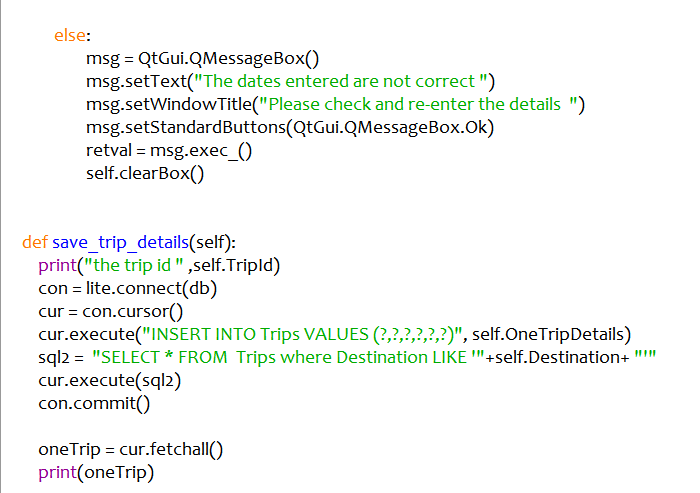 else:
msg = QtGui.QMessageBox()
msg.setText("The dates entered are not correct ")
msg.setWindowTitle("Please check and re-enter the details  ")
msg.setStandardButtons(QtGui.QMessageBox.Ok)
retval = msg.exec_()
self.clearBox()
def save_trip_details(self):
print("the trip id " ,self.TripId)
con = lite.connect(db)
cur = con.cursor()
cur.execute("INSERT INTO Trips VALUES (?,?,?,?,?,?)", self.OneTripDetails)
sql2 =  "SELECT * FROM  Trips where Destination LIKE '"+self.Destination+ "'"
cur.execute(sql2)
con.commit()
oneTrip = cur.fetchall()
print(oneTrip)